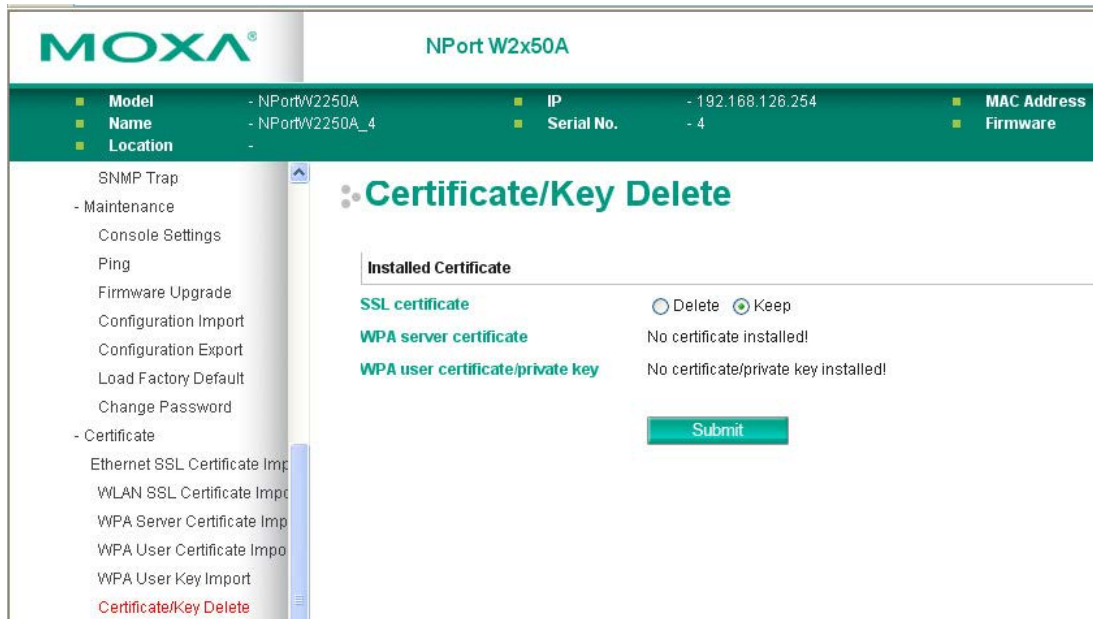 MOXA®
NPort W2x50A
Model - NPortW2250A IP - 192.168.126.254 MAC Address
Name - NPortW2250A_4 Serial No. - 4 Firmware
Location -
SNMP Trap
- Maintenance
Console Settings
Ping
Firmware Upgrade
Configuration Import
Configuration Export
Load Factory Default
Change Password
- Certificate
Ethernet SSL Certificate Imp
WLAN SSL Certificate Impo
WPA Server Certificate Imp
WPA User Certificate Impo
WPA User Key Import
Certificate/Key Delete
Certificate/Key Delete
Installed Certificate
SSL certificate Delete Keep
WPA server certificate No certificate installed!
WPA user certificate/private key No certificate/private key installed!
Submit